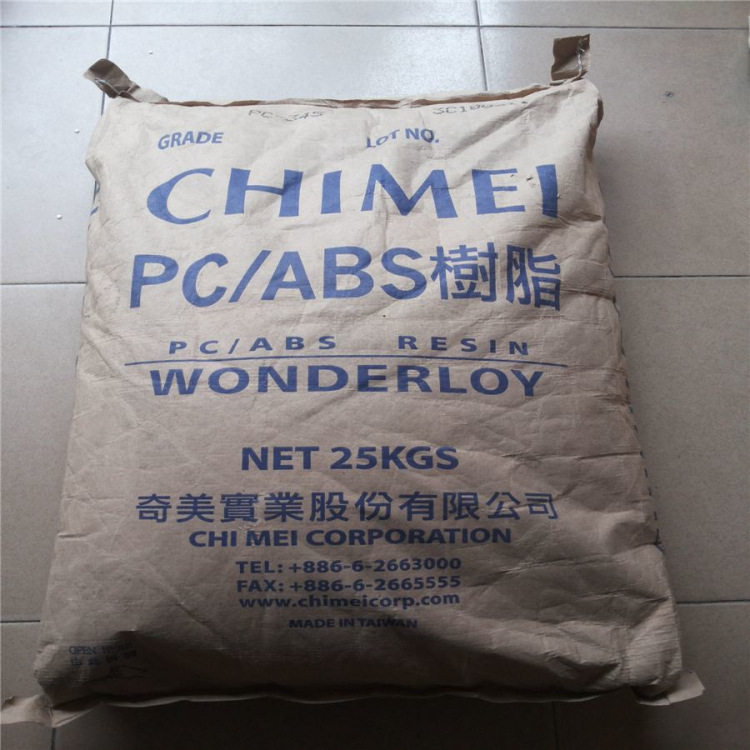 GRADE LOT NO.
CHIMEI
PC/ABS樹脂
PC/ABS RESIN
WONDERLOY
NET 25KGS
奇美實業股份有限公司
CHI MEI CORPORATION
TEL: +886-6-2663000
FAX: +886-6-2665555
www.chimeicorp.com
MADE IN TAIWAN
OPEN